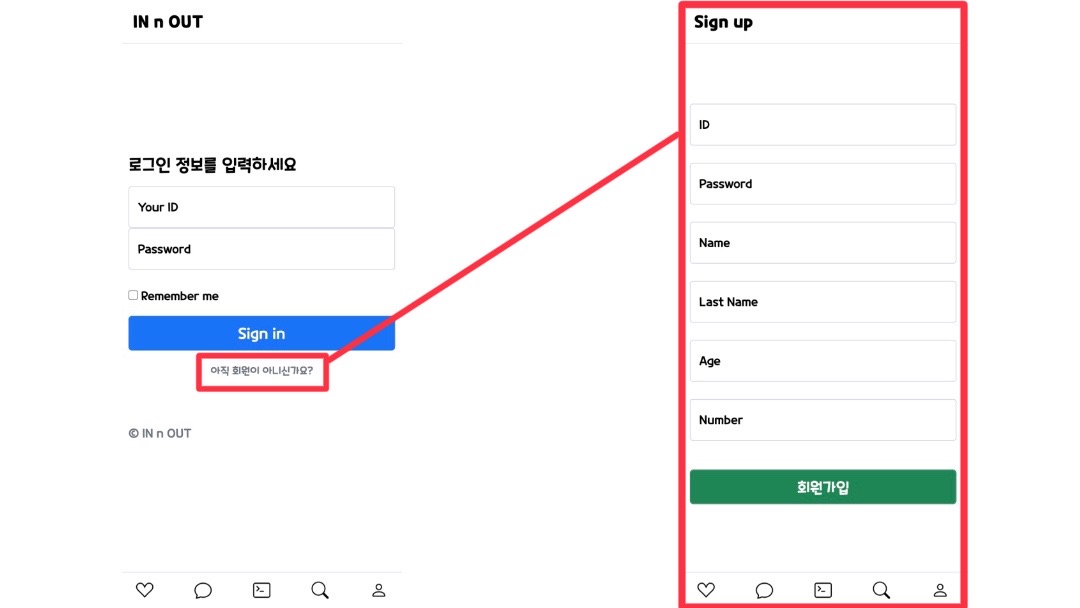 IN n OUT
로그인 정보를 입력하세요
Your ID
Password
Remember me
Sign in
아직 회원이 아니신가요?
© IN n OUT
Sign up
ID
Password
Name
Last Name
Age
Number
회원가입